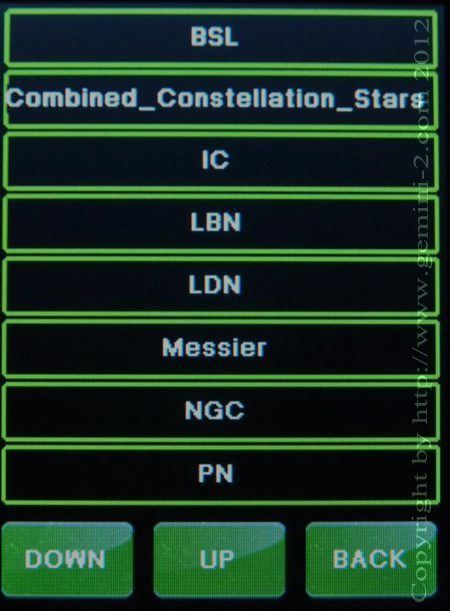 BSL
Combined_Constellation_Stars
IC
LBN
LDN
Messier
NGC
PN
DOWN UP BACK
Copyright by http://www.gemini-2.com 2012